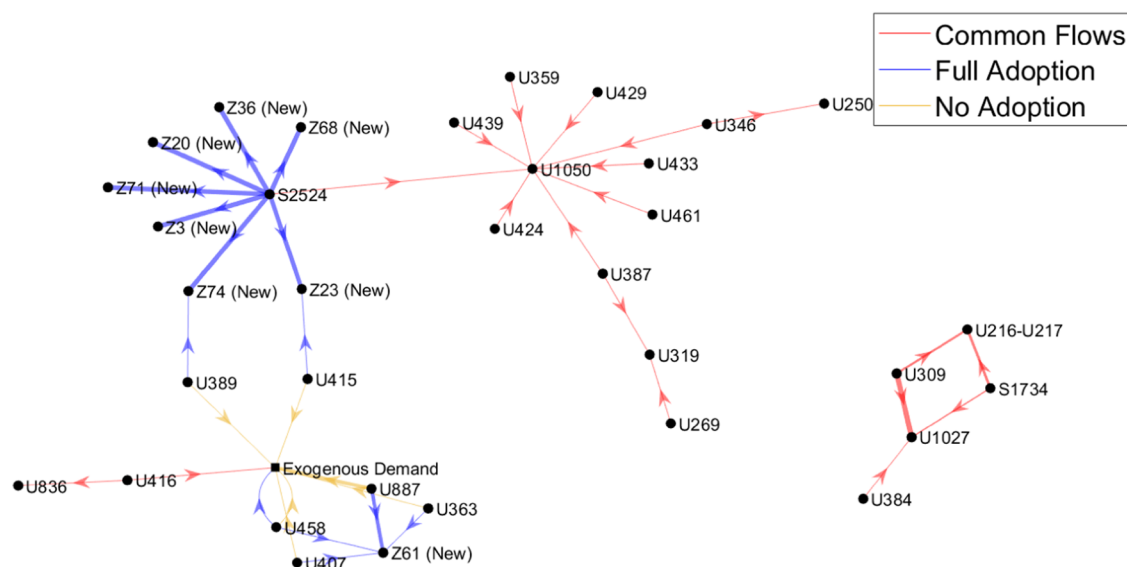 Common Flows
Full Adoption
No Adoption
U359
U429
U250
Z36 (New)
Z68 (New)
U439
U346
Z20 (New)
U433
U1050
Z71 (New)
S2524
U461
Z3 (New)
U424
U387
Z74 (New)
Z23 (New)
U216-U217
U319
U309
U389
U415
S1734
U269
U1027
Exogenous Demand
U836
U416
U887
U384
U363
U458
Z61 (New)
U407